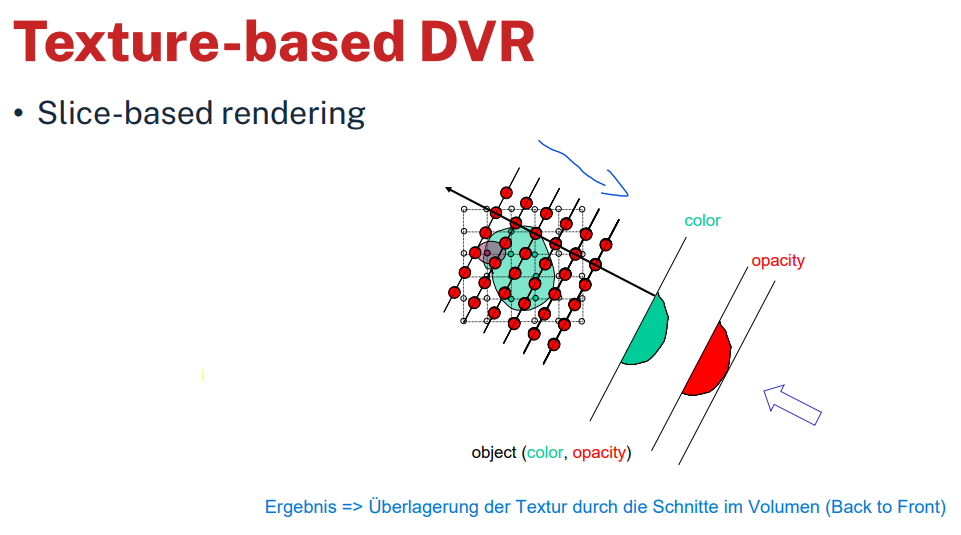 Texture-based DVR
• Slice-based rendering
color
opacity
object (color, opacity)
Ergebnis => Überlagerung der Textur durch die Schnitte im Volumen (Back to Front)